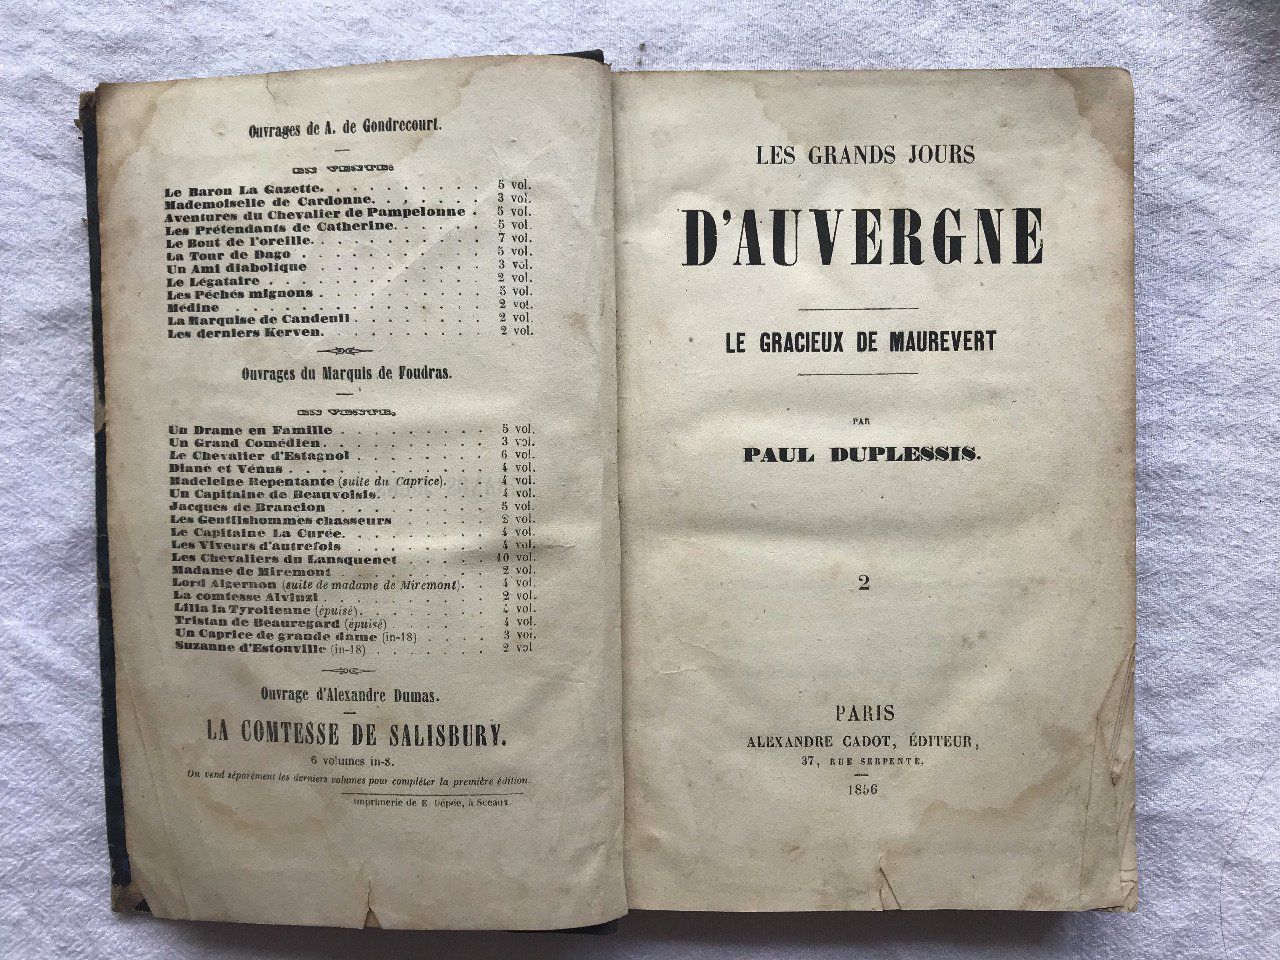 Ouvrages de A. de Gondrecourt.
EN VENTE:
Le Baron La Gazette. . . . . . . . . . 5 vol.
Mademoiselle de Cardonne. . . . . . . 3 vol.
Aventures du Chevalier de Pampelonne . 5 vol.
Les Prétendants de Catherine. . . . . . 5 vol.
Le Bout de l'oreille. . . . . . . . . . 7 vol.
La Tour de Dago . . . . . . . . . . 5 vol.
Un Ami diabolique . . . . . . . . . 3 vol.
Le Légataire . . . . . . . . . . . . 2 vol.
Les Péchés mignons . . . . . . . . . 5 vol.
Médine . . . . . . . . . . . . . . 2 vol.
La Marquise de Candeuil . . . . . . . 2 vol.
Les derniers Kerven. . . . . . . . . . 2 vol.
Ouvrages du Marquis de Foudras.
EN VENTE.
Un Drame en Famille . . . . . . . . . 5 vol.
Un Grand Comédien. . . . . . . . . . 3 vol.
Le Chevalier d'Estagnol . . . . . . . . 6 vol.
Diane et Vénus . . . . . . . . . . . 4 vol.
Madeleine Repentante (suite du Caprice). . . . 4 vol.
Un Capitaine de Beauvoisis. . . . . . . 4 vol.
Jacques de Brancion . . . . . . . . . 5 vol.
Les Gentilshommes chasseurs . . . . . . 2 vol.
Le Capitaine La Curée. . . . . . . . . 4 vol.
Les Viveurs d'autrefois . . . . . . . . 4 vol.
Les Chevaliers du Lansquenet . . . . . 10 vol.
Madame de Miremont . . . . . . . . . 2 vol.
Lord Algernon (suite de madame de Miremont) . . 4 vol.
La comtesse Alvinzi . . . . . . . . . 2 vol.
Lilia la Tyrolienne (épuisé). . . . . . . 4 vol.
Tristan de Beauregard (épuisé) . . . . . 4 vol.
Un Caprice de grande dame (in-18) . . . . 3 vol.
Suzanne d'Estouville (in-18) . . . . . . . 2 vol
Ouvrage d'Alexandre Dumas.
LA COMTESSE DE SALISBURY.
6 volumes in-8.
On vend séparément les derniers volumes pour compléter la première édition.
Imprimerie de E. Dépée, à Sceaux
LES GRANDS JOURS
D'AUVERGNE
LE GRACIEUX DE MAUREVERT
PAR
PAUL DUPLESSIS.
2
PARIS
ALEXANDRE CADOT, ÉDITEUR,
37, RUE SERPENTE.
1856